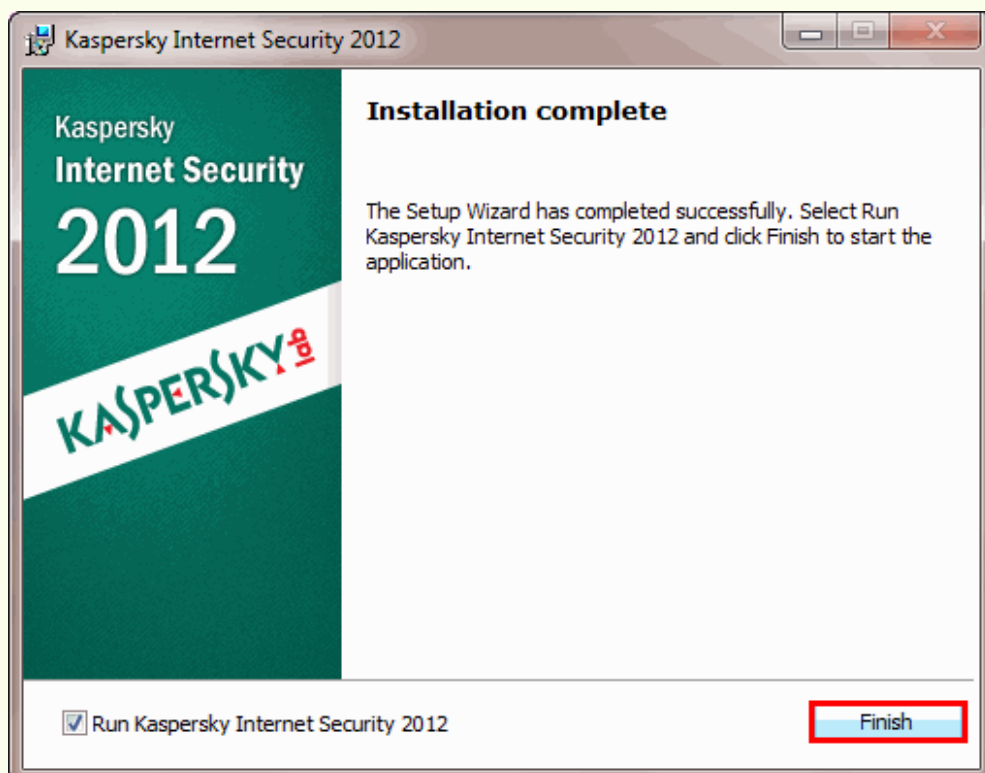 Kaspersky Internet Security 2012
Kaspersky
Internet Security
2012
KASPERSKY lab
Installation complete
The Setup Wizard has completed successfully. Select Run
Kaspersky Internet Security 2012 and click Finish to start the
application.
Run Kaspersky Internet Security 2012
Finish